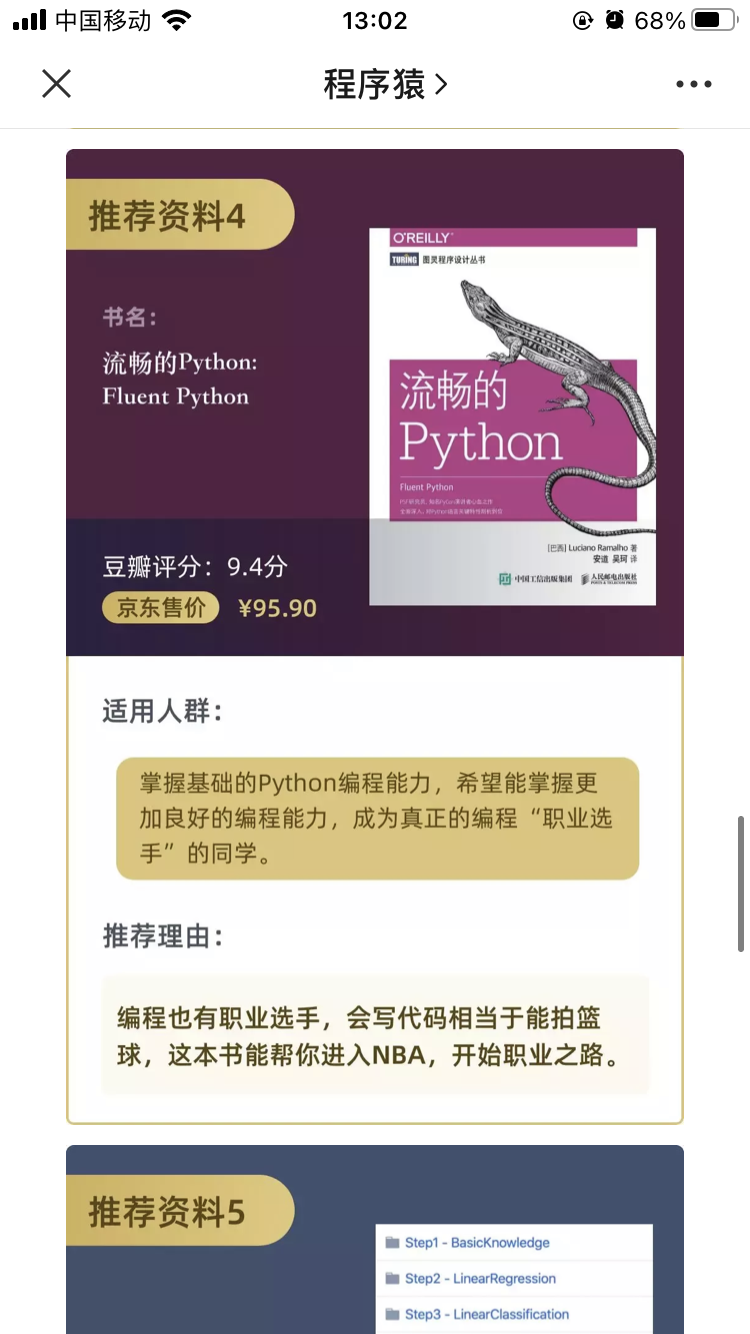 中国移动
13:02
68%
程序猿
推荐资料4
O'REILLY
TURING 图灵程序设计丛书
书名：
流畅的Python:
Fluent Python
流畅的
Python
Fluent Python
[巴西] Luciano Ramalho 著
安道 吴珂 译
中国工信出版集团 人民邮电出版社
POSTS & TELECOM PRESS
豆瓣评分：9.4分
京东售价 ¥95.90
适用人群：
掌握基础的Python编程能力，希望能掌握更
加良好的编程能力，成为真正的编程“职业选
手”的同学。
推荐理由：
编程也有职业选手，会写代码相当于能拍篮
球，这本书能帮你进入NBA，开始职业之路。
推荐资料5
Step1 - BasicKnowledge
Step2 - LinearRegression
Step3 - LinearClassification